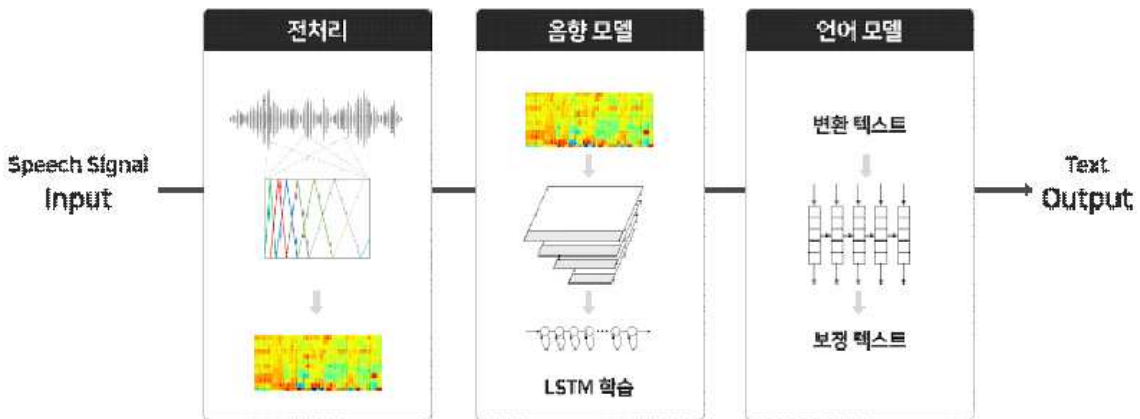 전처리
음향 모델
언어 모델
Speech Signal
Input
변환 텍스트
보정 텍스트
LSTM 학습
Text
Output